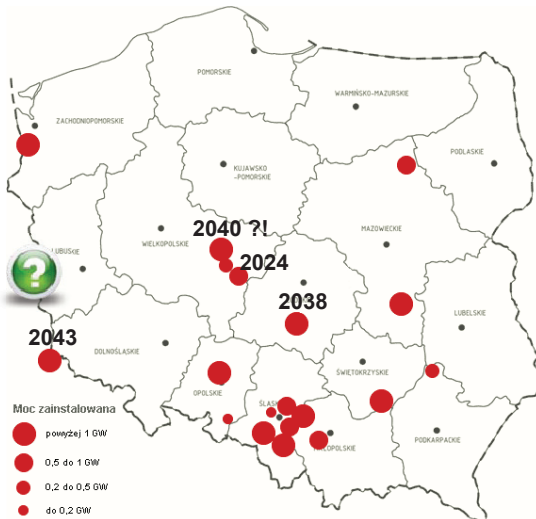 POMORSKIE
WARMIŃSKO-MAZURSKIE
ZACHODNIOPOMORSKIE
PODLASKIE
KUJAWSKO
-POMORSKIE
2040 ?!
MAZOWIECKIE
WIELKOPOLSKIE
LUBUSKIE
?
2024
2038
LUBELSKIE
2043
DOLNOŚLĄSKIE
ŚWIĘTOKRZYSKIE
OPOLSKIE
Moc zainstalowana
powyżej 1 GW
PODKARPACKIE
0,5 do 1 GW
0,2 do 0,5 GW
do 0,2 GW